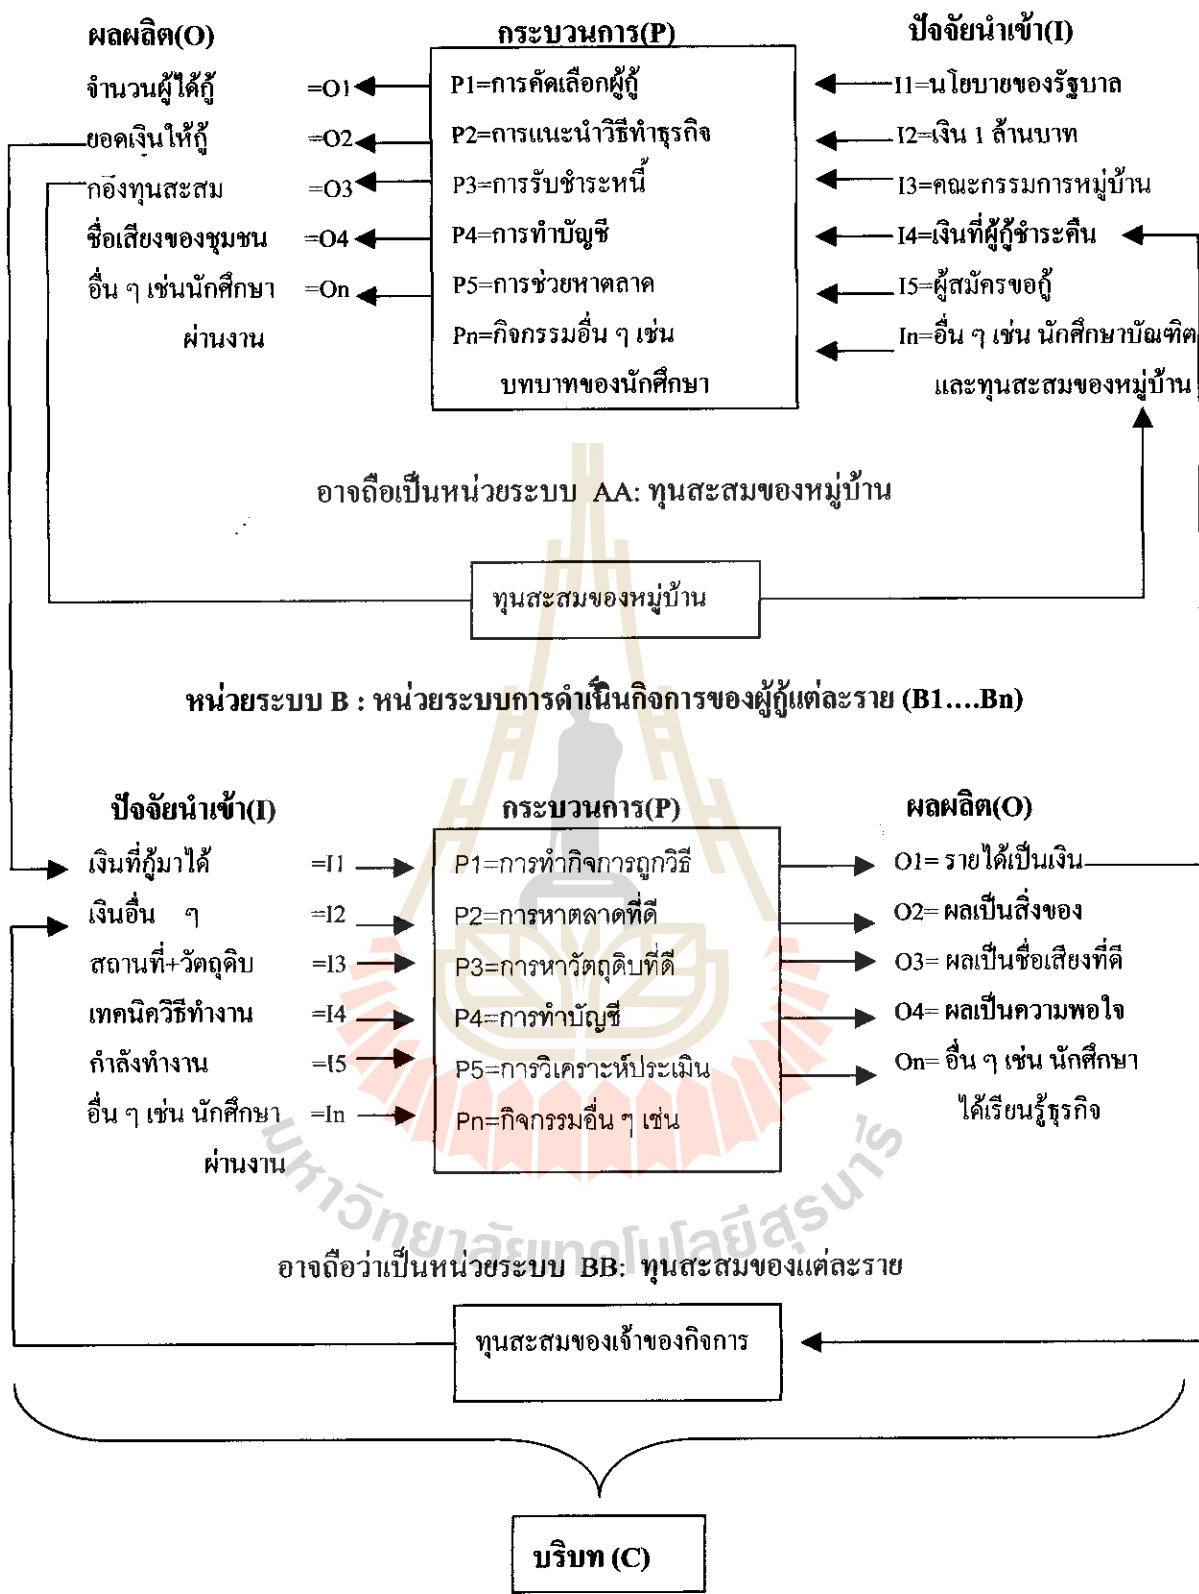 ผลผลิต(O) กระบวนการ(P) ปัจจัยนำเข้า(I)
จำนวนผู้ได้กู้ =O1 P1=การคัดเลือกผู้กู้ I1=นโยบายของรัฐบาล
ยอดเงินให้กู้ =O2 P2=การแนะนำวิธีทำธุรกิจ I2=เงิน 1 ล้านบาท
กองทุนสะสม =O3 P3=การรับชำระหนี้ I3=คณะกรรมการหมู่บ้าน
ชื่อเสียงของชุมชน =O4 P4=การทำบัญชี I4=เงินที่ผู้กู้ชำระคืน
อื่น ๆ เช่นนักศึกษา =On P5=การช่วยหาตลาด I5=ผู้สมัครขอกู้
ผ่านงาน Pn=กิจกรรมอื่น ๆ เช่น In=อื่น ๆ เช่น นักศึกษาบัณฑิต
บทบาทของนักศึกษา และทุนสะสมของหมู่บ้าน
อาจถือเป็นหน่วยระบบ AA: ทุนสะสมของหมู่บ้าน
ทุนสะสมของหมู่บ้าน
หน่วยระบบ B : หน่วยระบบการดำเนินกิจการของผู้กู้แต่ละราย (B1....Bn)
ปัจจัยนำเข้า(I) กระบวนการ(P) ผลผลิต(O)
เงินที่กู้มาได้ =I1 P1=การทำกิจการถูกวิธี O1= รายได้เป็นเงิน
เงินอื่น ๆ =I2 P2=การหาตลาดที่ดี O2= ผลเป็นสิ่งของ
สถานที่+วัตถุดิบ =I3 P3=การหาวัตถุดิบที่ดี O3= ผลเป็นชื่อเสียงที่ดี
เทคนิควิธีทำงาน =I4 P4=การทำบัญชี O4= ผลเป็นความพอใจ
กำลังทำงาน =I5 P5=การวิเคราะห์ประเมิน On= อื่น ๆ เช่น นักศึกษา
อื่น ๆ เช่น นักศึกษา =In Pn=กิจกรรมอื่น ๆ เช่น ได้เรียนรู้ธุรกิจ
ผ่านงาน
มหาวิทยาลัยเทคโนโลยีสุรนารี
อาจถือว่าเป็นหน่วยระบบ BB: ทุนสะสมของแต่ละราย
ทุนสะสมของเจ้าของกิจการ
บริบท (C)